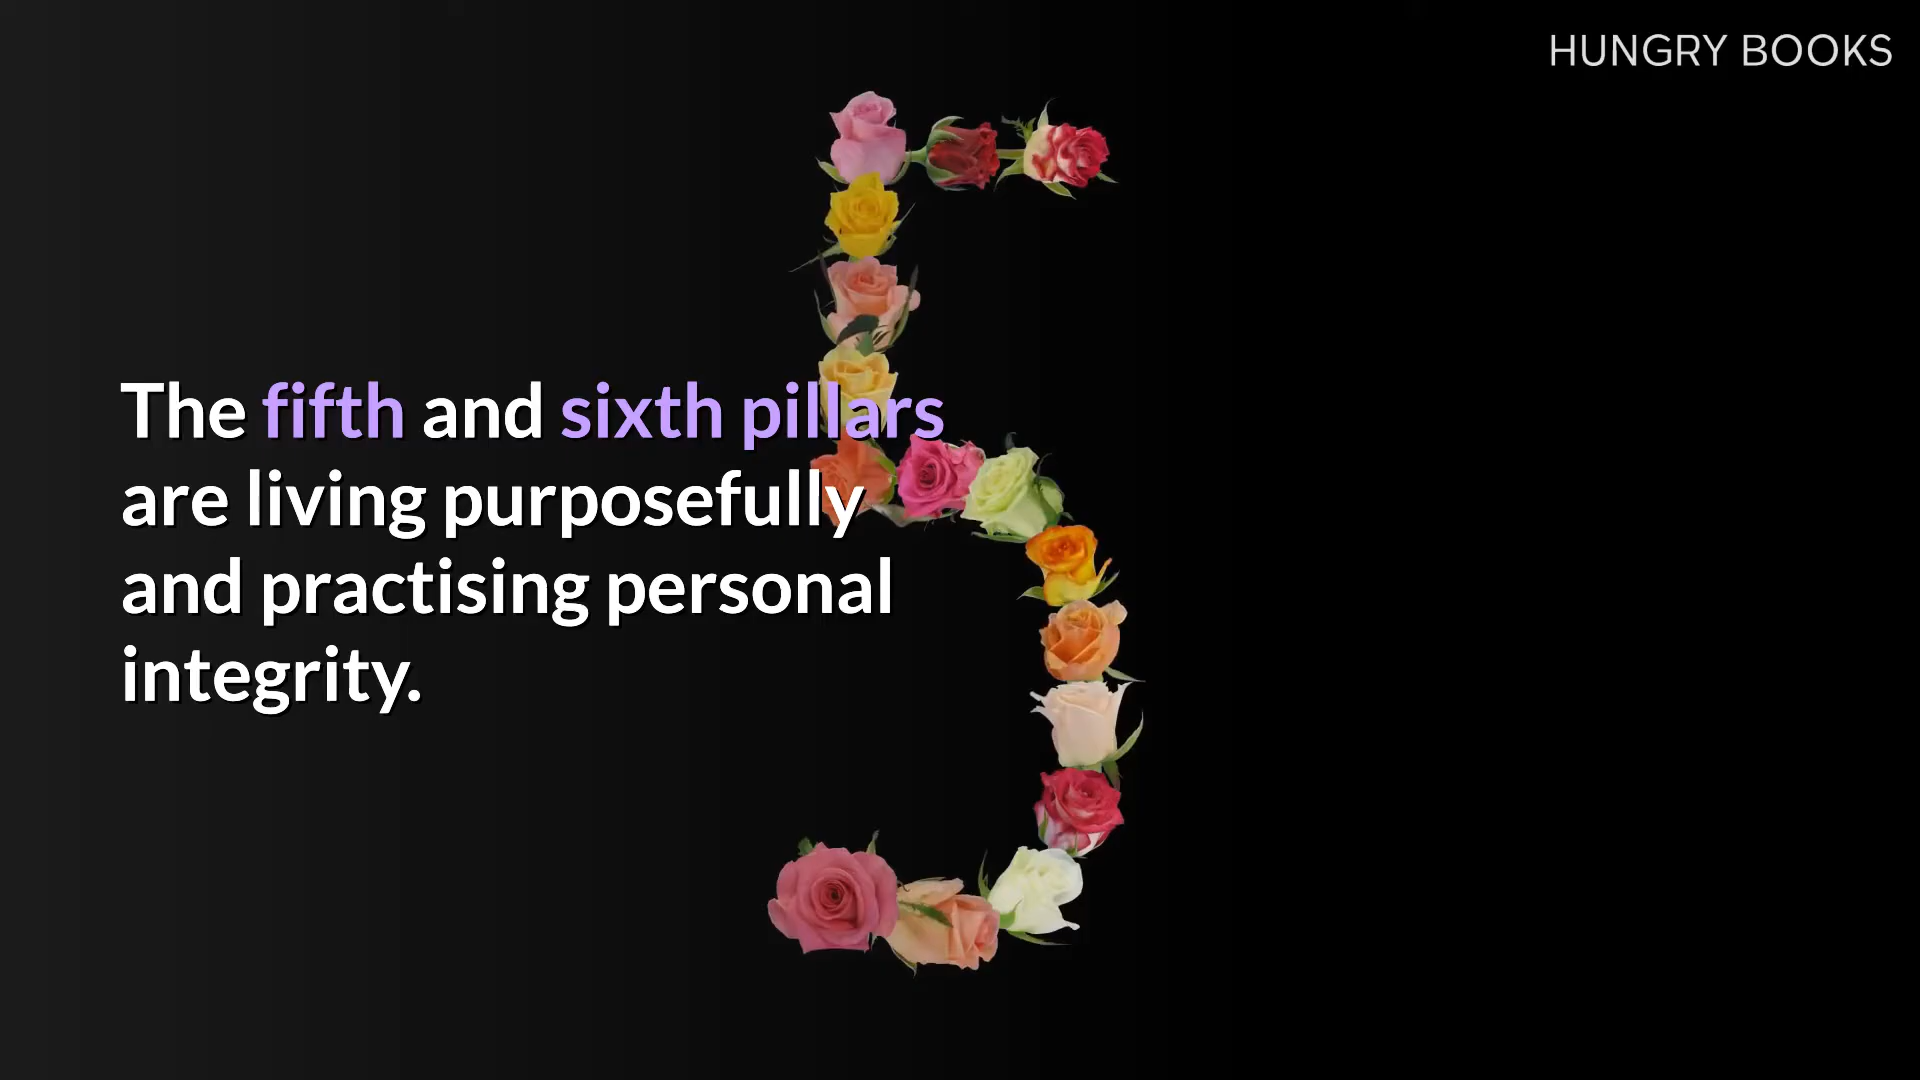 HUNGRY BOOKS
The fifth and sixth pillars
are living purposefully
and practising personal
integrity.